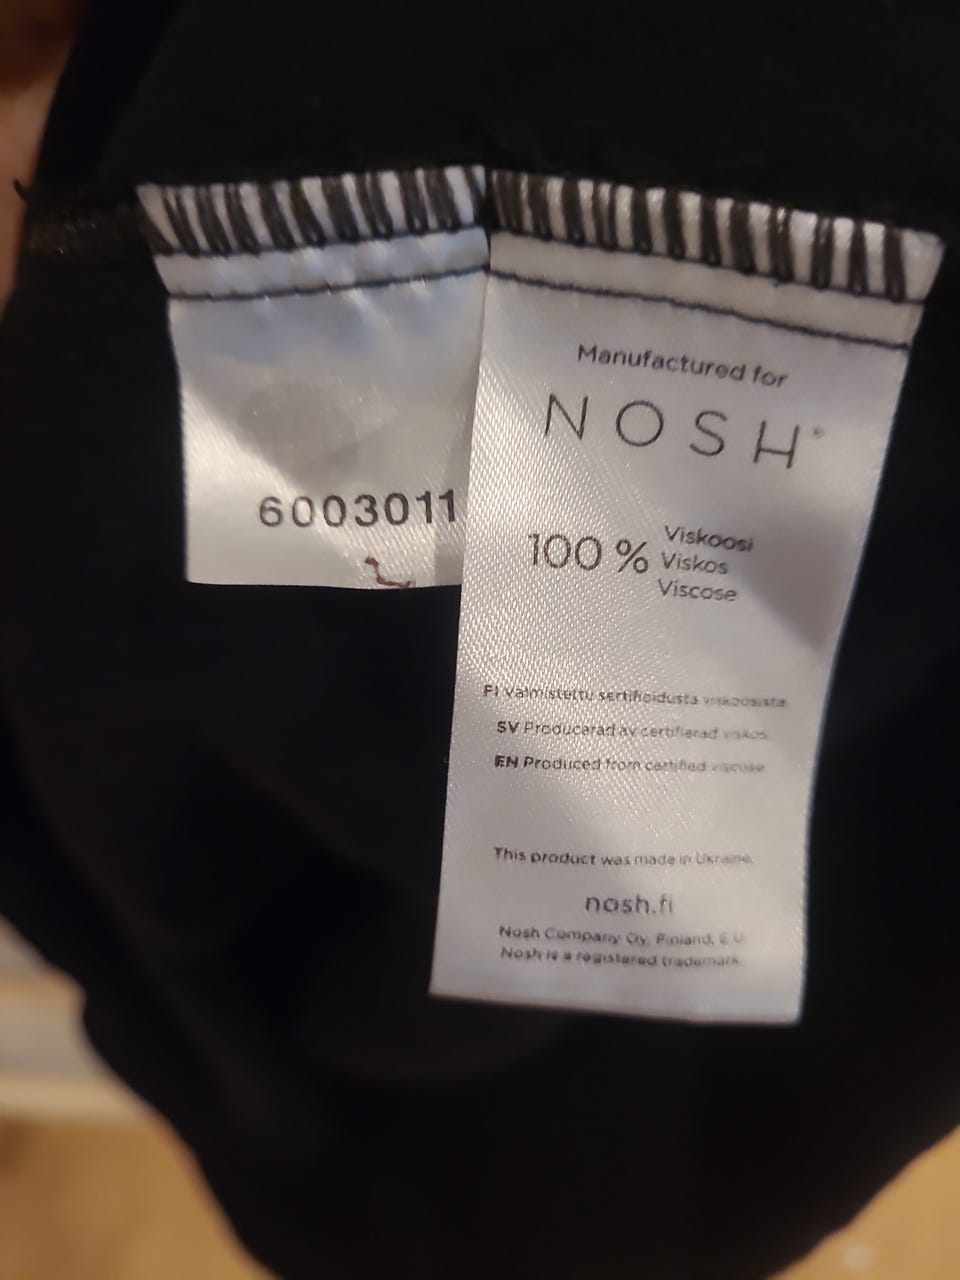 6003011
L
Manufactured for
NOSH®
100 %
Viskoosi
Viskos
Viscose
FI Valmistettu sertifioidusta viskoosista.
SV Producerad av certifierad viskos.
EN Produced from certified viscose.
This product was made in Ukraine.
nosh.fi
Nosh Company Oy, Finland, E.U.
Nosh is a registered trademark.